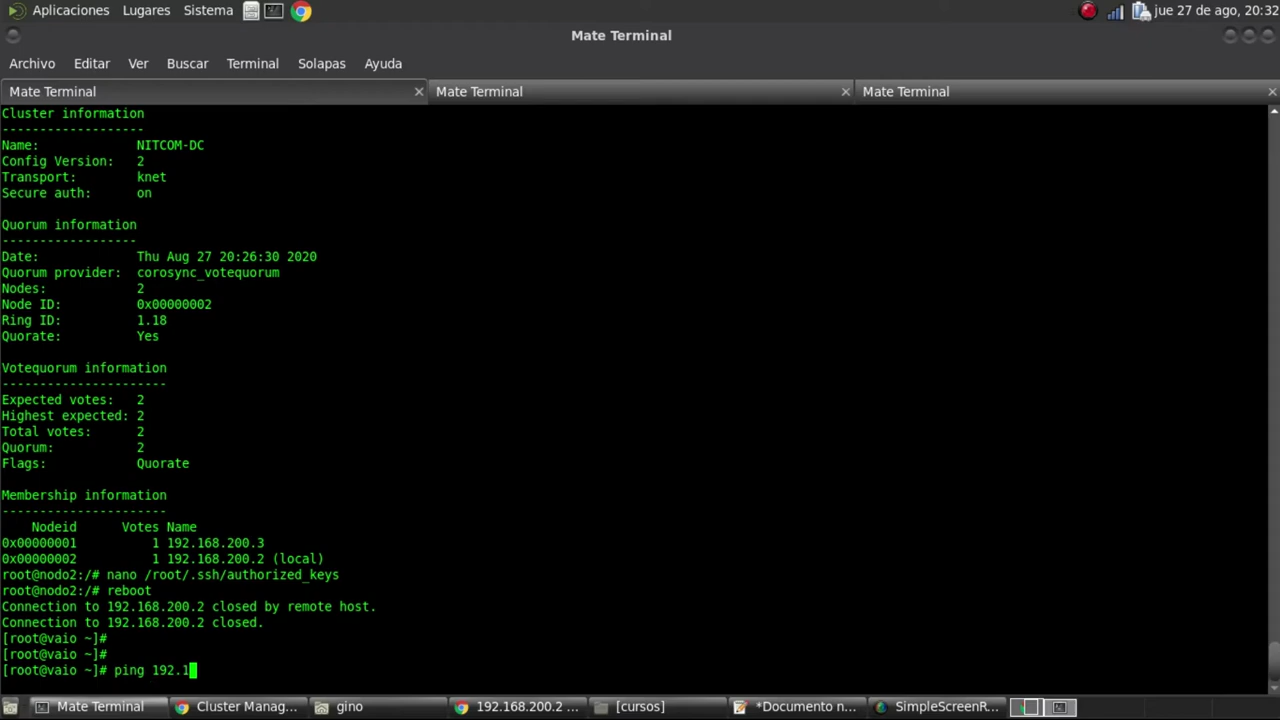 Aplicaciones Lugares Sistema jue 27 de ago, 20:32
Mate Terminal
Archivo Editar Ver Buscar Terminal Solapas Ayuda
Mate Terminal Mate Terminal Mate Terminal
Cluster information
-------------------
Name: NITCOM-DC
Config Version: 2
Transport: knet
Secure auth: on
Quorum information
------------------
Date: Thu Aug 27 20:26:30 2020
Quorum provider: corosync_votequorum
Nodes: 2
Node ID: 0x00000002
Ring ID: 1.18
Quorate: Yes
Votequorum information
----------------------
Expected votes: 2
Highest expected: 2
Total votes: 2
Quorum: 2
Flags: Quorate
Membership information
----------------------
Nodeid Votes Name
0x00000001 1 192.168.200.3
0x00000002 1 192.168.200.2 (local)
root@nodo2:/# nano /root/.ssh/authorized_keys
root@nodo2:/# reboot
Connection to 192.168.200.2 closed by remote host.
Connection to 192.168.200.2 closed.
[root@vaio ~]#
[root@vaio ~]#
[root@vaio ~]# ping 192.1
Mate Terminal Cluster Manag... gino 192.168.200.2 ... [cursos] *Documento n... SimpleScreenR...